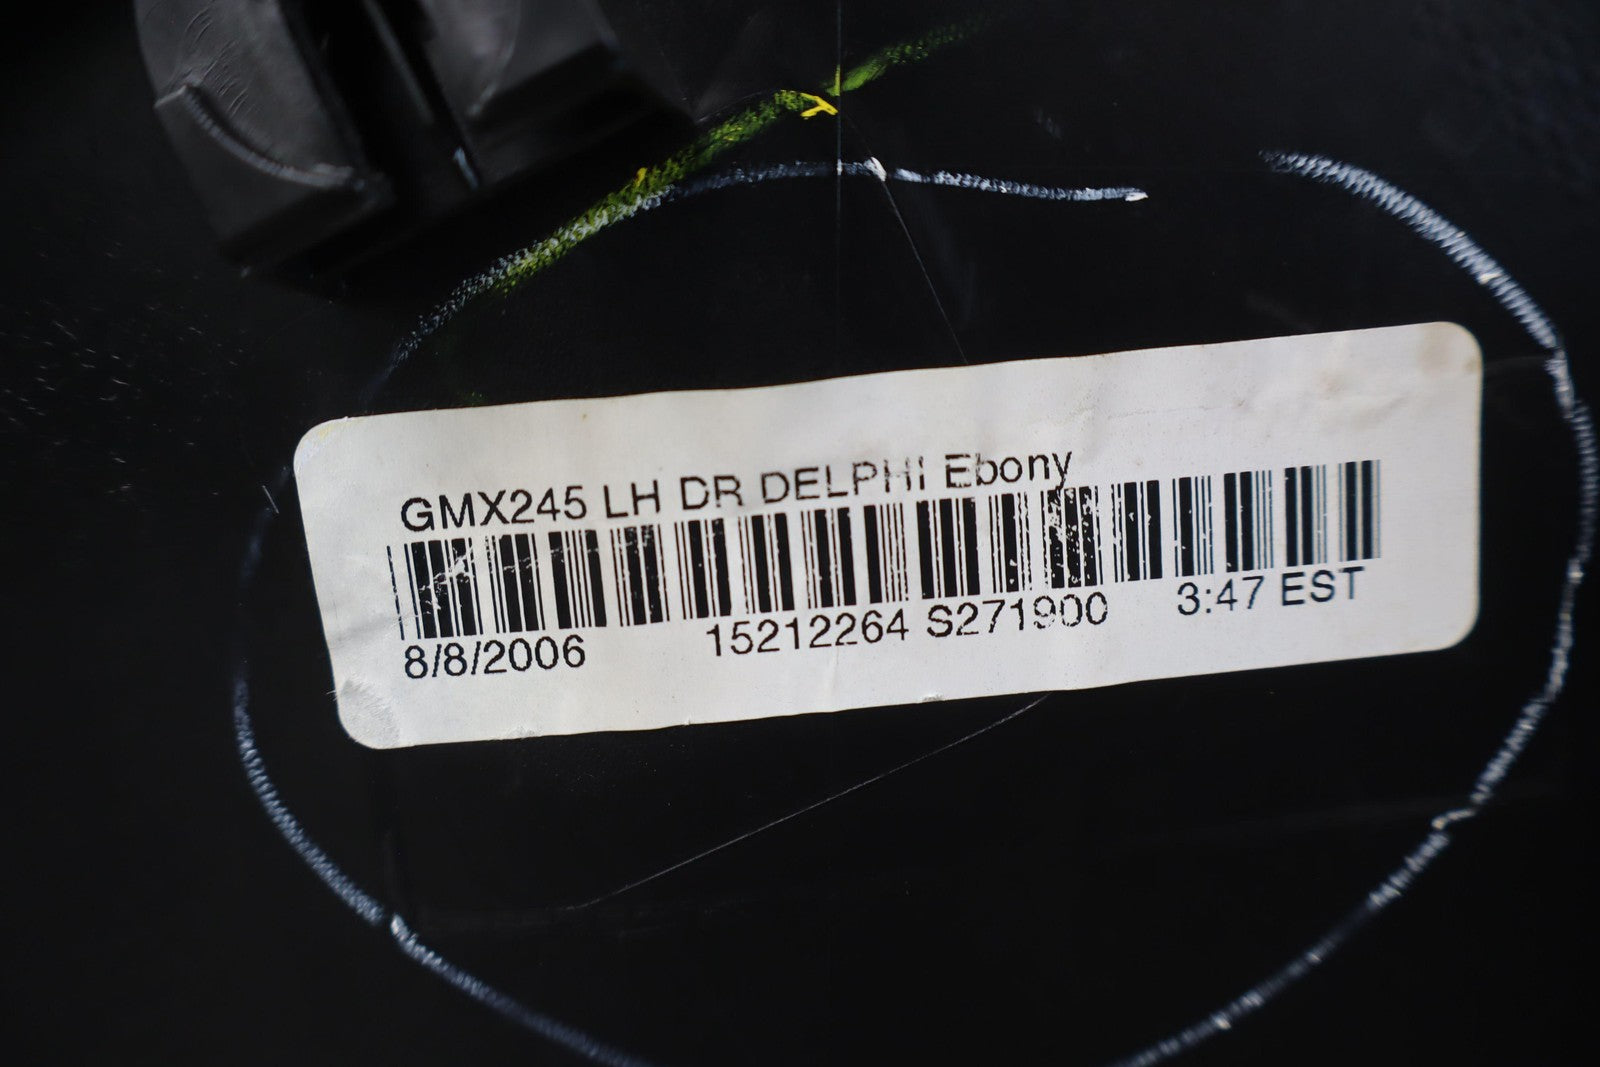 GMX245 LH DR DELPHI Ebony
8/8/2006 15212264 S271900 3:47 EST